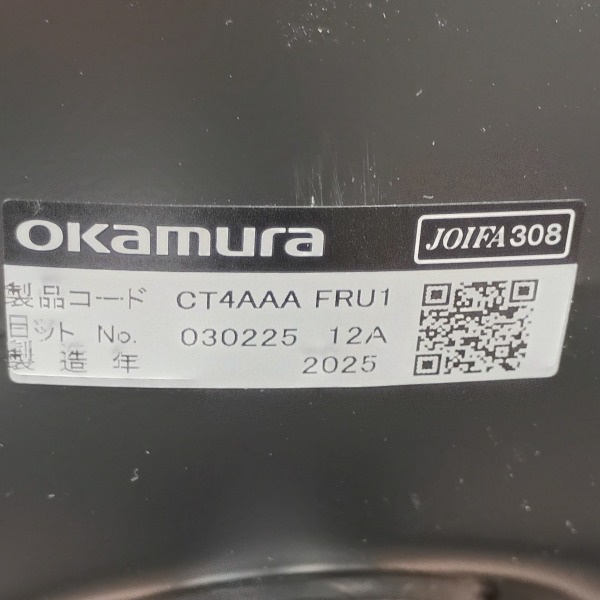 okamura
JOIFA308
製品コード CT4AAA FRU1
ロット No. 030225 12A
製造年 2025